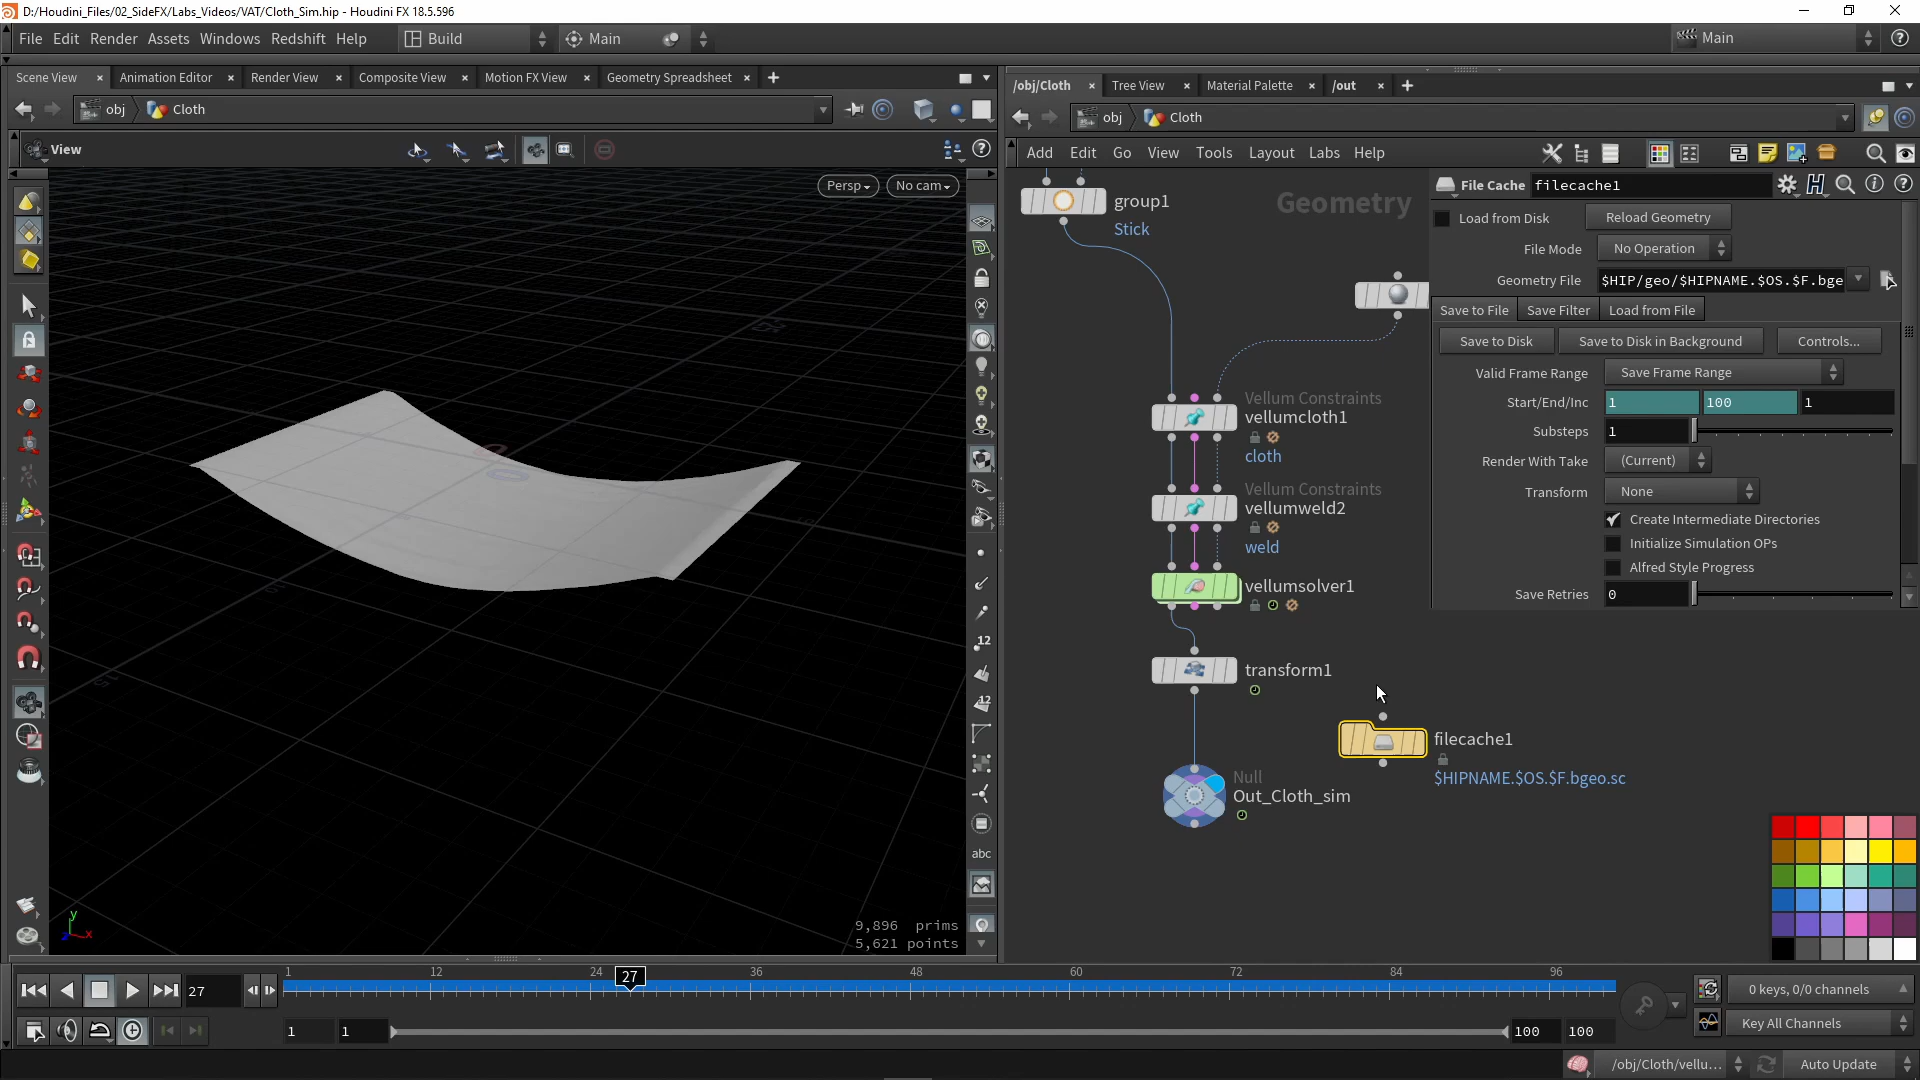 D:/Houdini_Files/02_SideFX/Labs_Videos/VAT/Cloth_Sim.hip - Houdini FX 18.5.596
File Edit Render Assets Windows Redshift Help Build Main Main
Scene View Animation Editor Render View Composite View Motion FX View Geometry Spreadsheet
/obj/Cloth Tree View Material Palette /out
obj Cloth
obj Cloth
View
Add Edit Go View Tools Layout Labs Help
Persp No cam
group1
Stick
Geometry
File Cache filecache1
Load from Disk Reload Geometry
File Mode No Operation
Geometry File $HIP/geo/$HIPNAME.$OS.$F.bge
Save to File Save Filter Load from File
Save to Disk Save to Disk in Background Controls...
Valid Frame Range Save Frame Range
Start/End/Inc 1 100 1
Substeps 1
Render With Take (Current)
Transform None
Create Intermediate Directories
Initialize Simulation OPs
Alfred Style Progress
Save Retries 0
Vellum Constraints
vellumcloth1
cloth
Vellum Constraints
vellumweld2
weld
vellumsolver1
transform1
filecache1
$HIPNAME.$OS.$F.bgeo.sc
Null
Out_Cloth_sim
12
12
abc
y
x
z
9,896 prims
5,621 points
27 1 12 24 27 36 48 60 72 84 96
0 keys, 0/0 channels
1 1 100 100
Key All Channels
/obj/Cloth/vellu... Auto Update